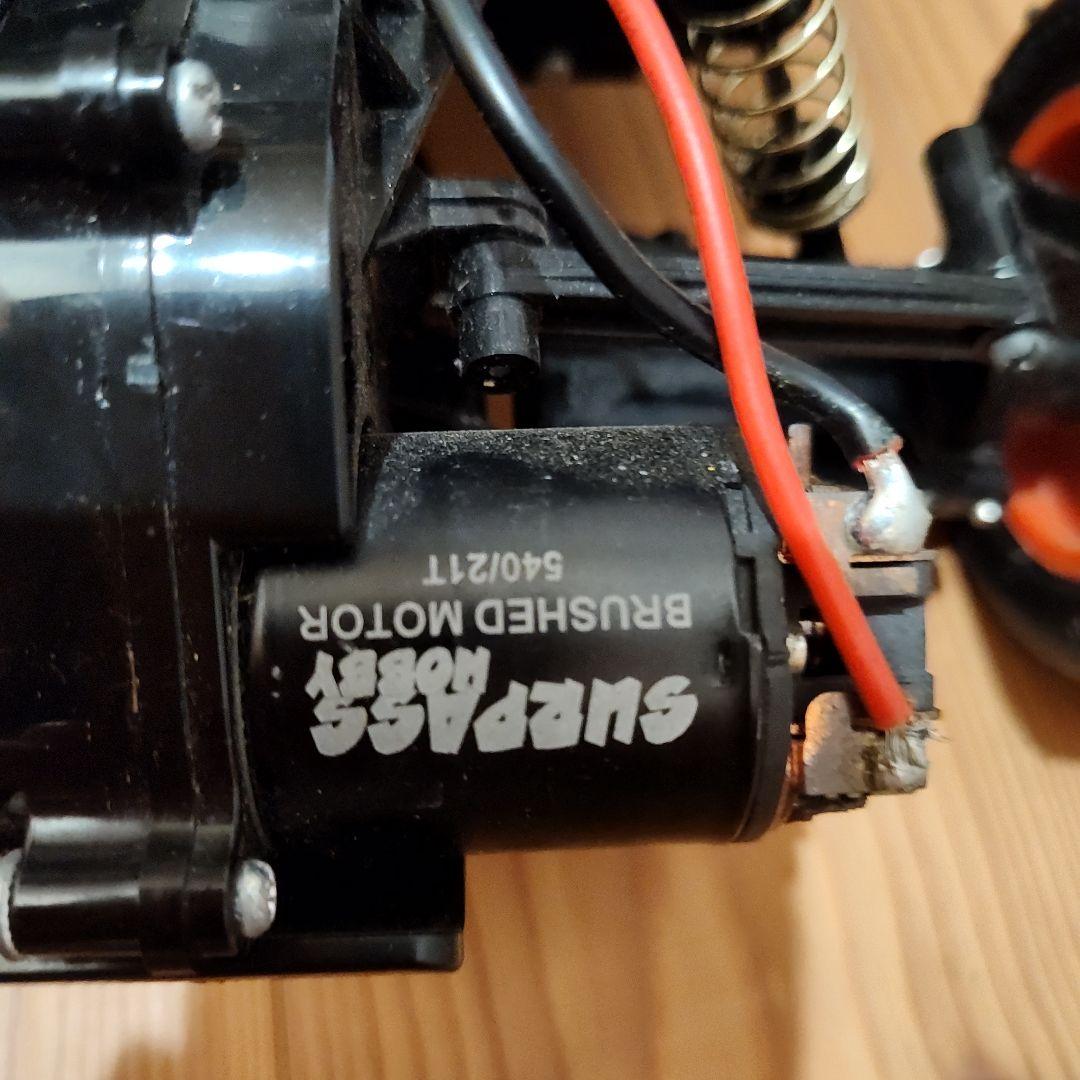 SURPASS
HOBBY
BRUSHED MOTOR
540/21T